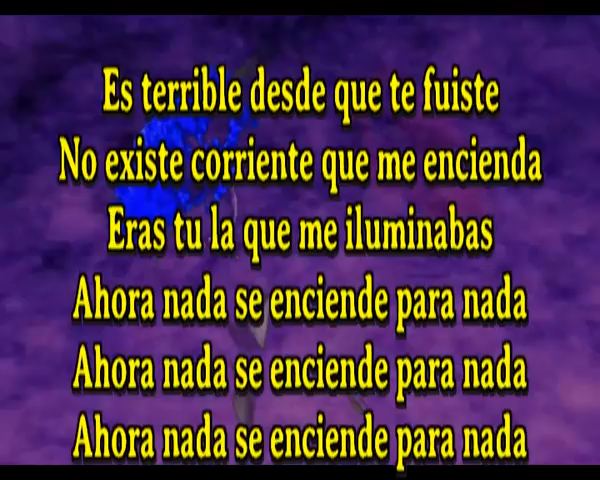 Es terrible desde que te fuiste
No existe corriente que me encienda
Eras tu la que me iluminabas
Ahora nada se enciende para nada
Ahora nada se enciende para nada
Ahora nada se enciende para nada